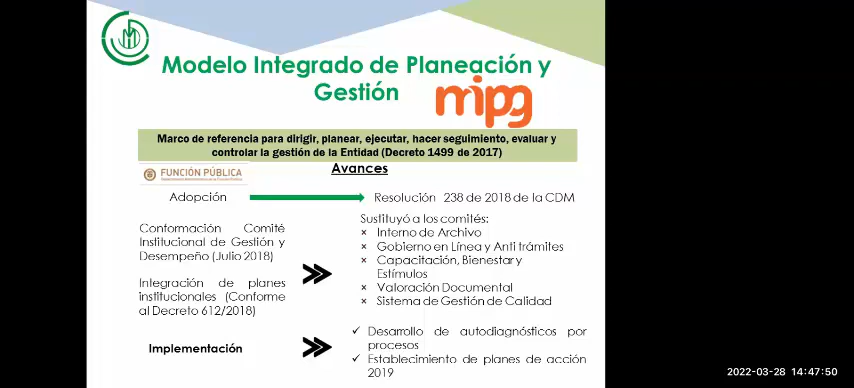 Modelo Integrado de Planeación y
Gestión
mipg
Marco de referencia para dirigir, planear, ejecutar, hacer seguimiento, evaluar y
controlar la gestión de la Entidad (Decreto 1499 de 2017)
Avances
FUNCIÓN PÚBLICA
Adopción
Resolución 238 de 2018 de la CDM
Conformación Comité
Institucional de Gestión y
Desempeño (Julio 2018)
Integración de planes
institucionales (Conforme
al Decreto 612/2018)
Sustituyó a los comités:
× Interno de Archivo
× Gobierno en Línea y Anti trámites
× Capacitación, Bienestar y
Estímulos
× Valoración Documental
× Sistema de Gestión de Calidad
Implementación
✓ Desarrollo de autodiagnósticos por
procesos
✓ Establecimiento de planes de acción
2019
2022-03-28 14:47:50